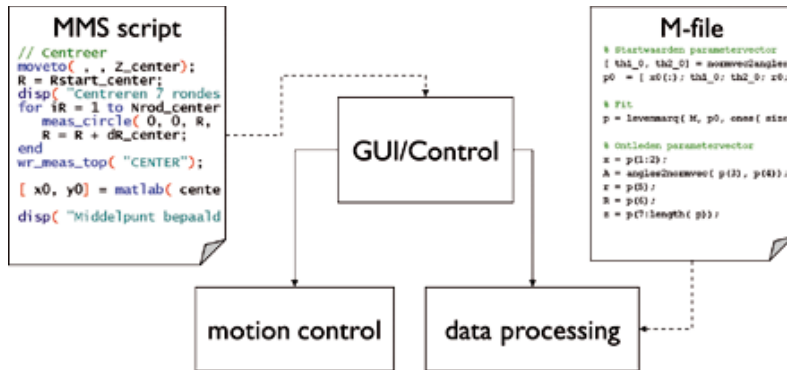 MMS script
// Centreer
moveto( , , Z_center);
R = Rstart_center;
disp( "Centreren 7 rondes
for iR = 1 to Nrod_center
meas_circle( 0, 0, R,
R = R + dR_center;
end
wr_meas_top( "CENTER");
[ x0, y0] = matlab( cente
disp( "Middelpunt bepaald
GUI/Control
motion control
data processing
M-file
% Startwaarden parametervector
[ th1_0, th2_0] = normvec2angles
p0 = [ x0(:); th1_0; th2_0; r0,
% Fit
p = levenmarq( M, p0, ones( size
% Ontleden parametervector
x = p(1:2);
A = angles2normvec( p(3), p(4));
r = p(5);
R = p(6);
s = p(7:length( p));